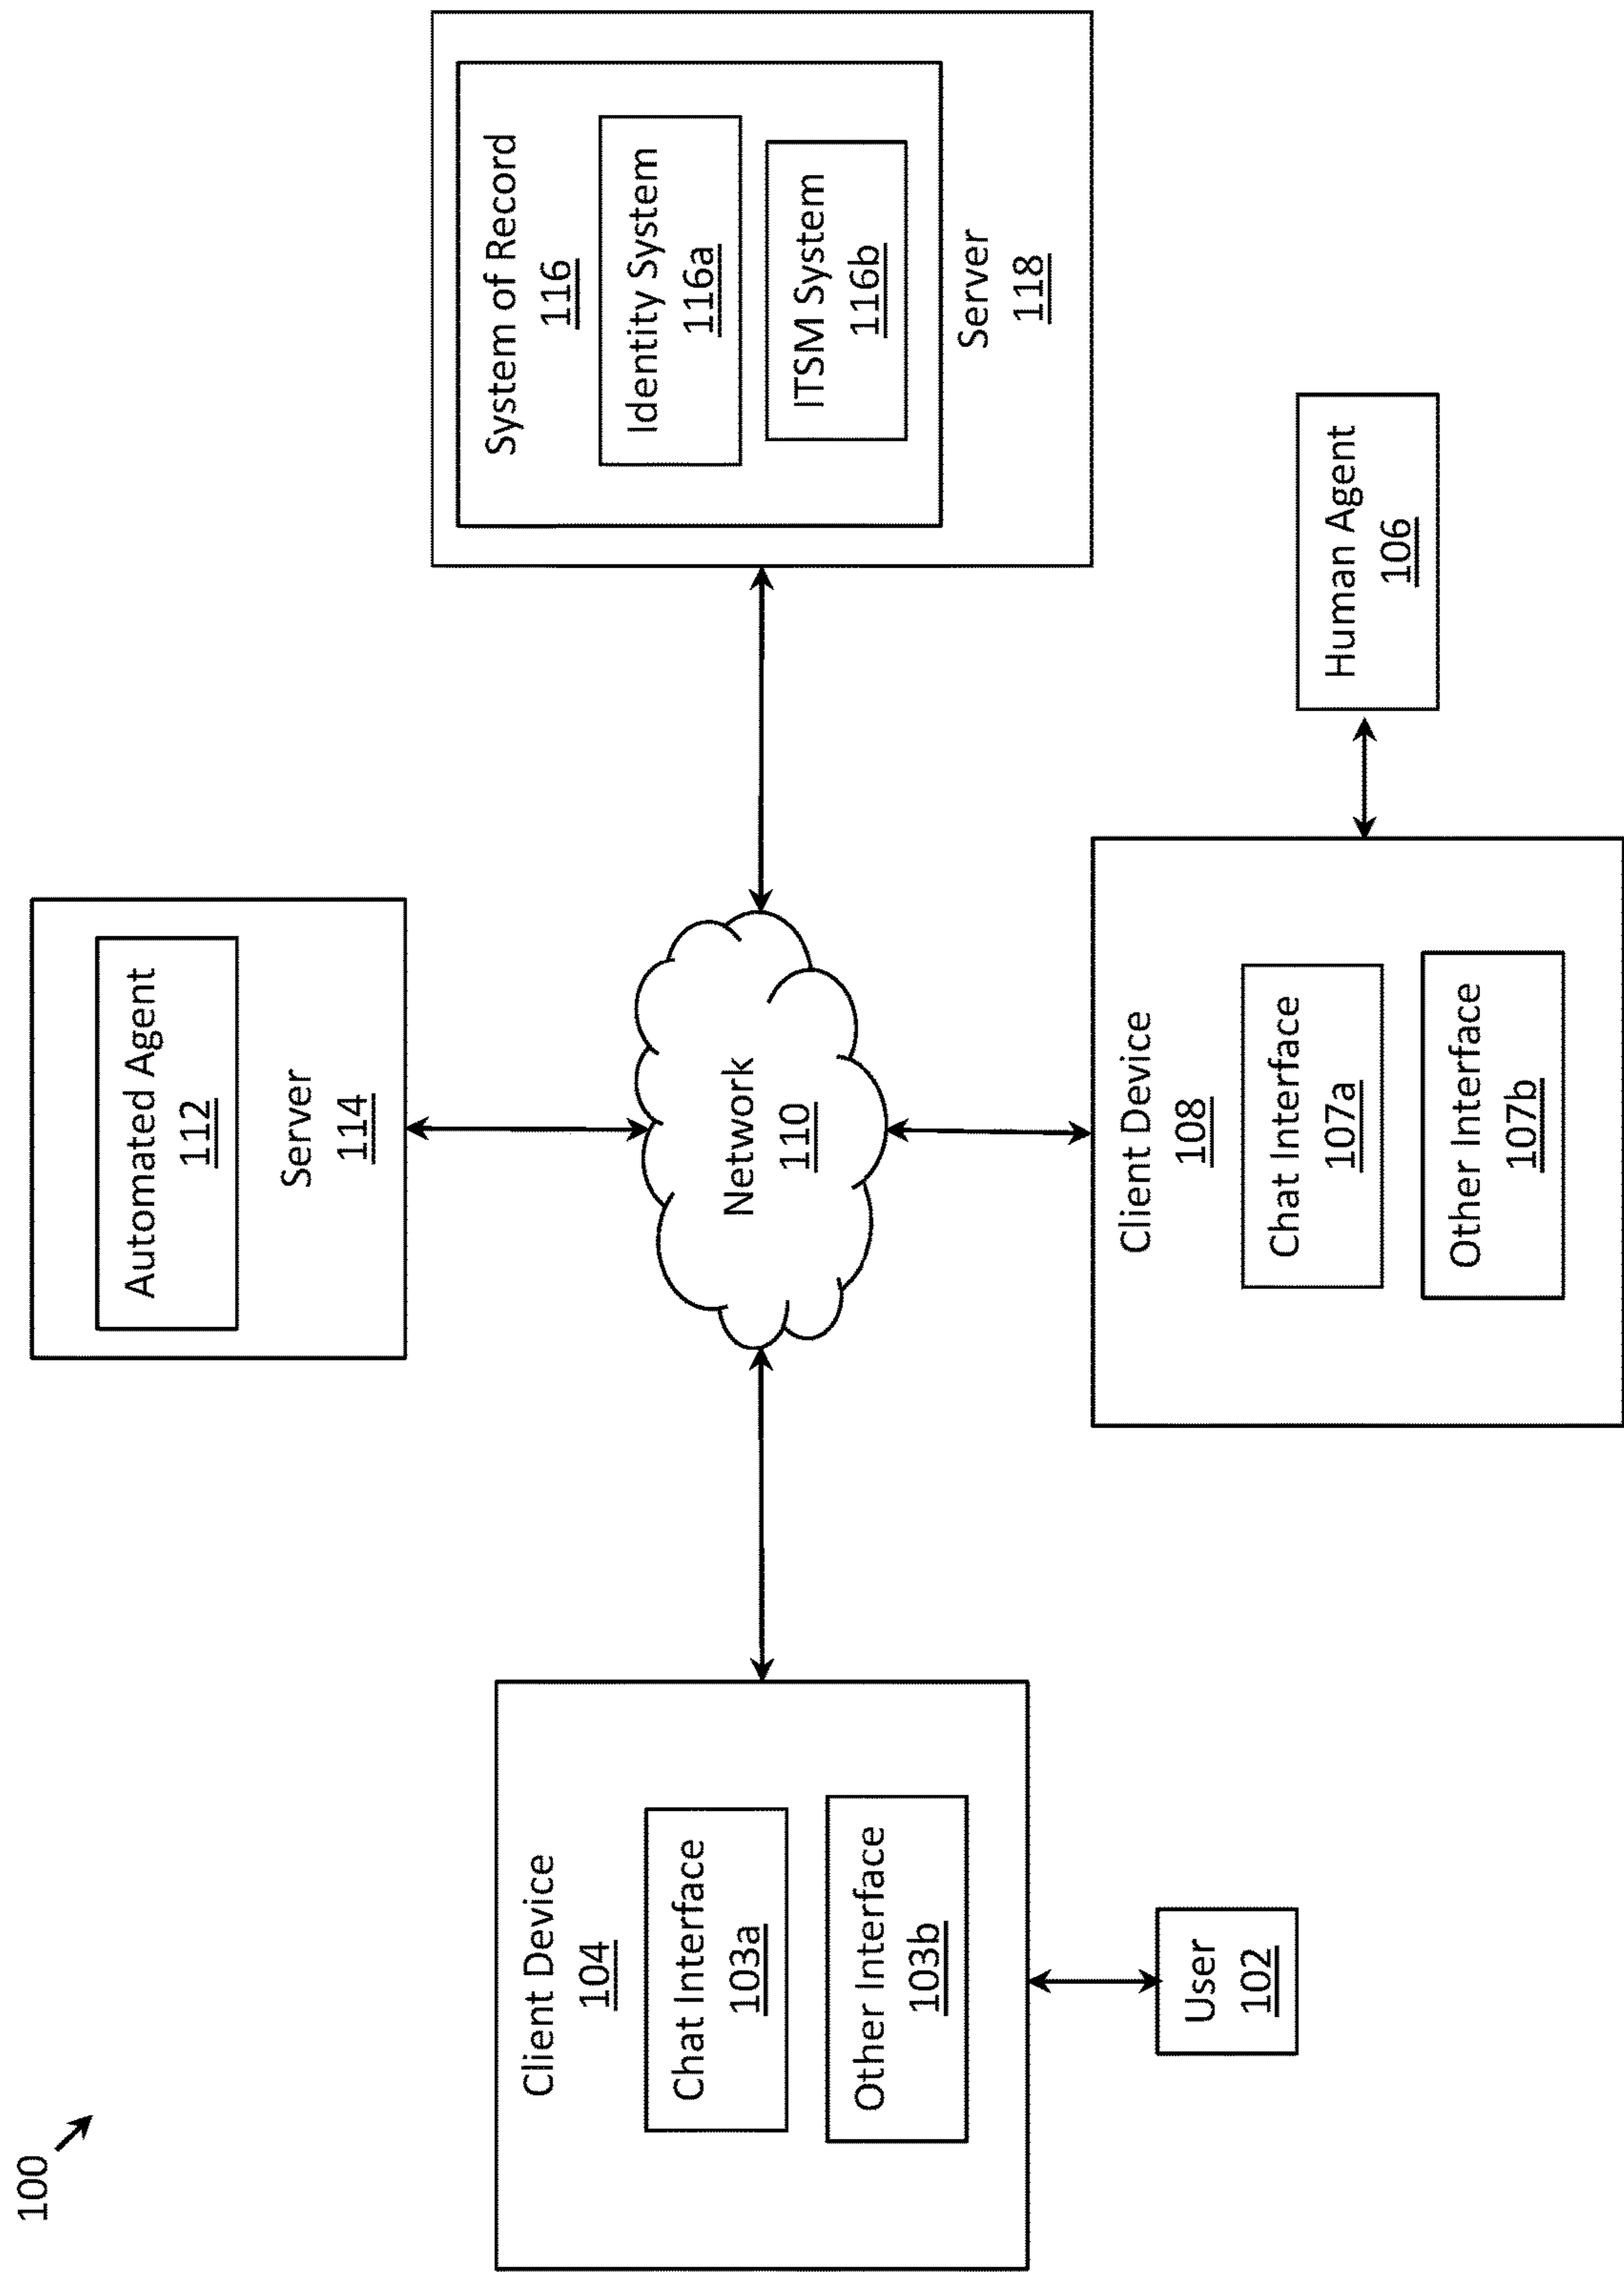 100
Automated Agent
112
Server
114
Client Device
104
Chat Interface
103a
Other Interface
103b
User
102
Network
110
System of Record
116
Identity System
116a
ITSM System
116b
Server
118
Client Device
108
Chat Interface
107a
Other Interface
107b
Human Agent
106